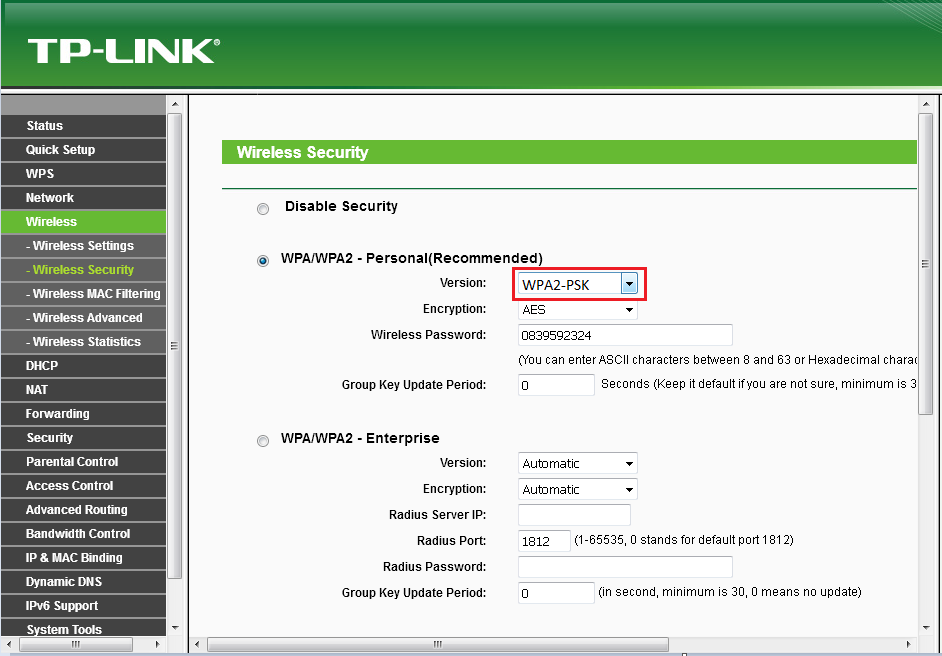 TP-LINK®
Status
Quick Setup
WPS
Network
Wireless
- Wireless Settings
- Wireless Security
- Wireless MAC Filtering
- Wireless Advanced
- Wireless Statistics
DHCP
NAT
Forwarding
Security
Parental Control
Access Control
Advanced Routing
Bandwidth Control
IP & MAC Binding
Dynamic DNS
IPv6 Support
System Tools
Wireless Security
Disable Security
WPA/WPA2 - Personal(Recommended)
Version: WPA2-PSK
Encryption: AES
Wireless Password: 0839592324
(You can enter ASCII characters between 8 and 63 or Hexadecimal charac
Group Key Update Period: 0 Seconds (Keep it default if you are not sure, minimum is 3
WPA/WPA2 - Enterprise
Version: Automatic
Encryption: Automatic
Radius Server IP:
Radius Port: 1812 (1-65535, 0 stands for default port 1812)
Radius Password:
Group Key Update Period: 0 (in second, minimum is 30, 0 means no update)